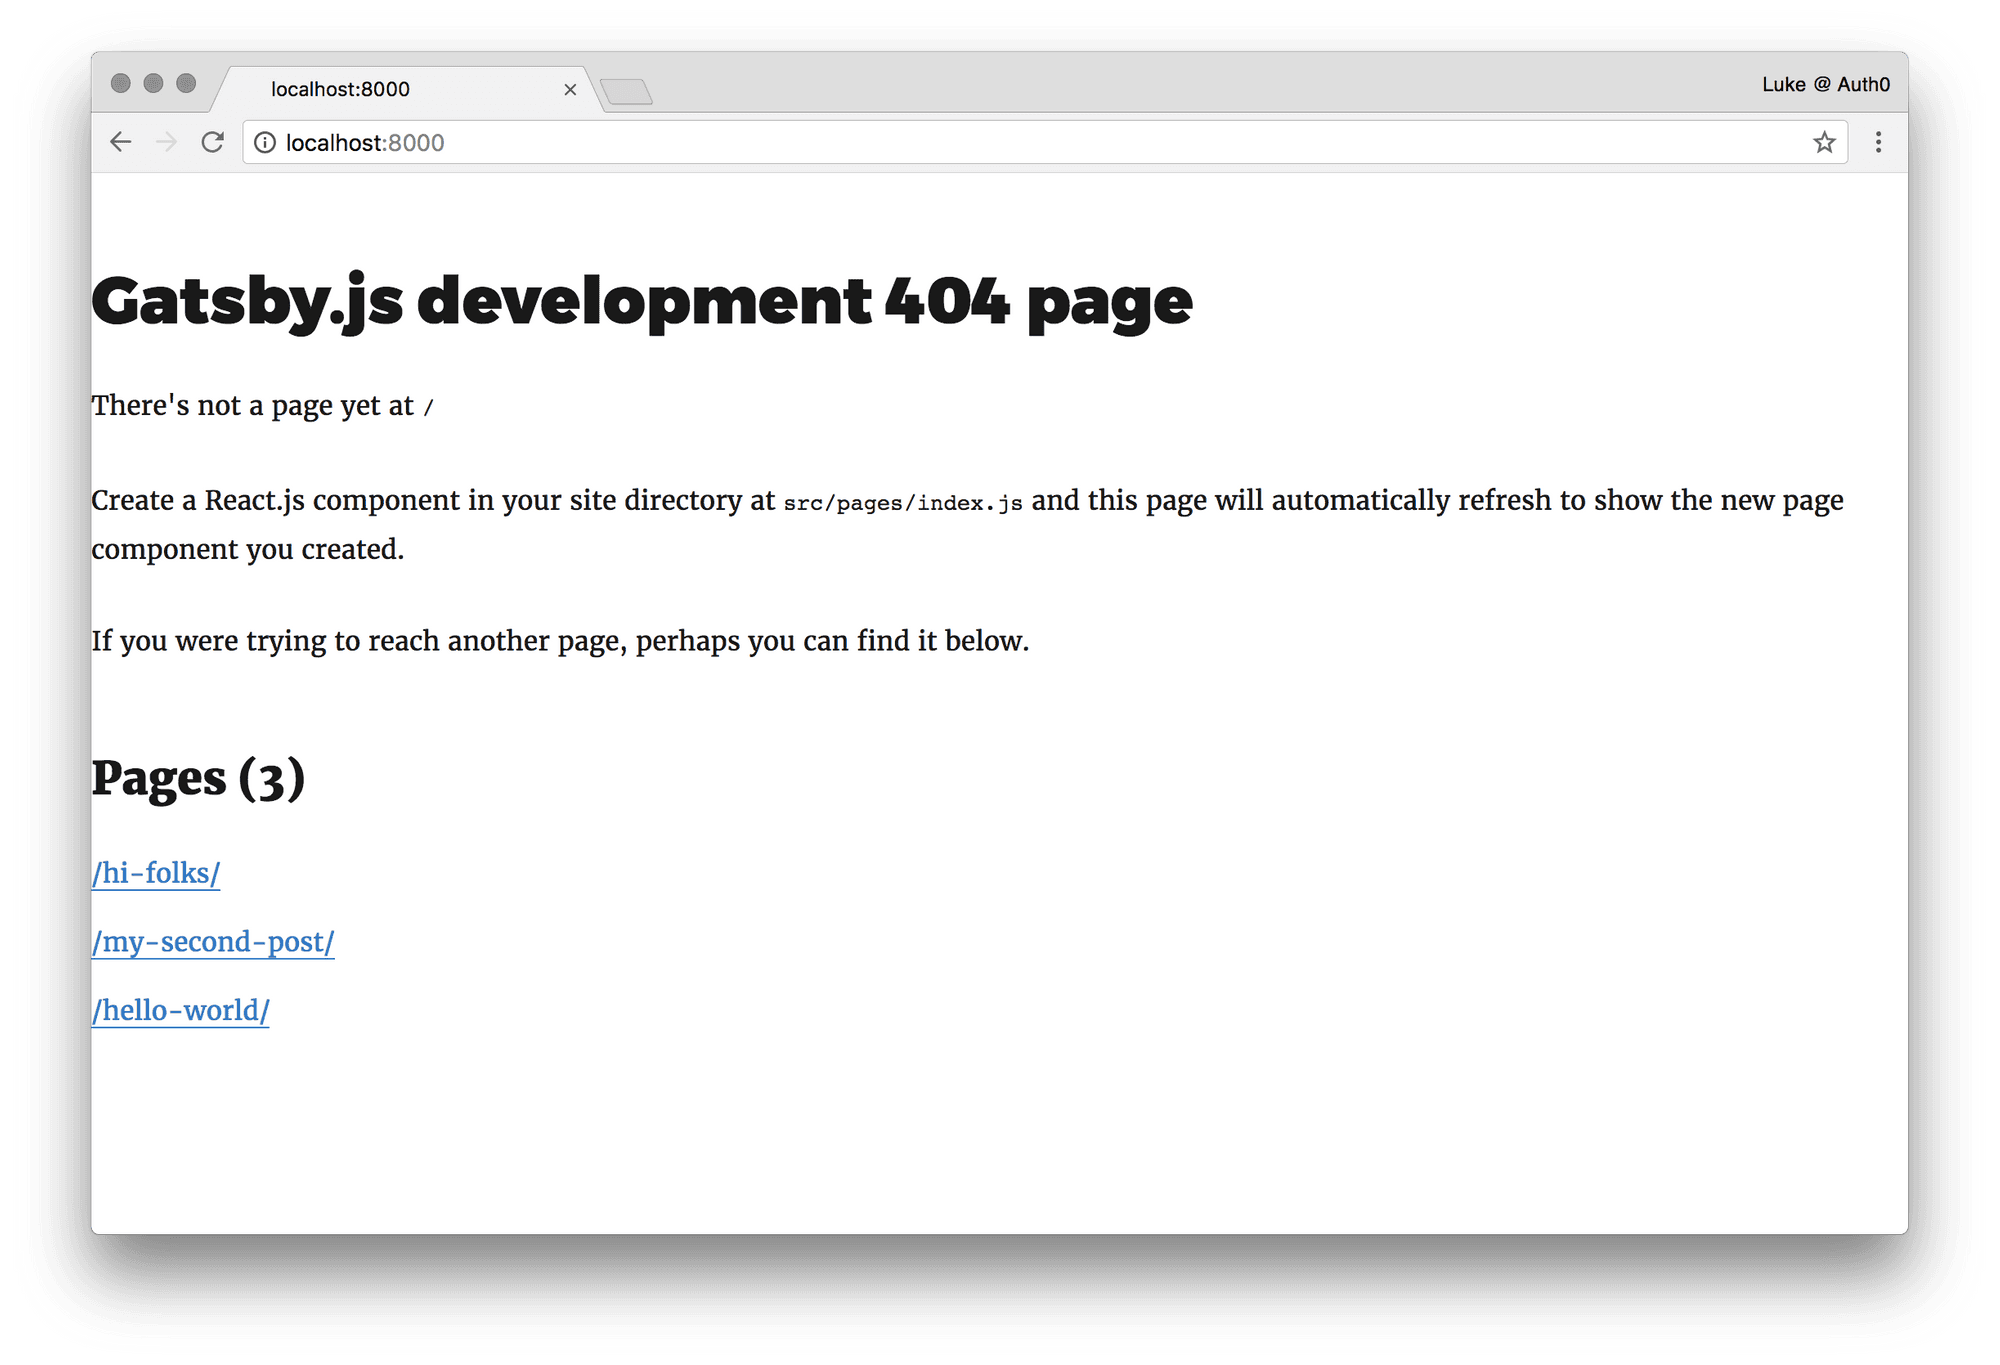 localhost:8000
Luke @ Auth0
localhost:8000
Gatsby.js development 404 page
There's not a page yet at /
Create a React.js component in your site directory at src/pages/index.js and this page will automatically refresh to show the new page
component you created.
If you were trying to reach another page, perhaps you can find it below.
Pages (3)
/hi-folks/
/my-second-post/
/hello-world/